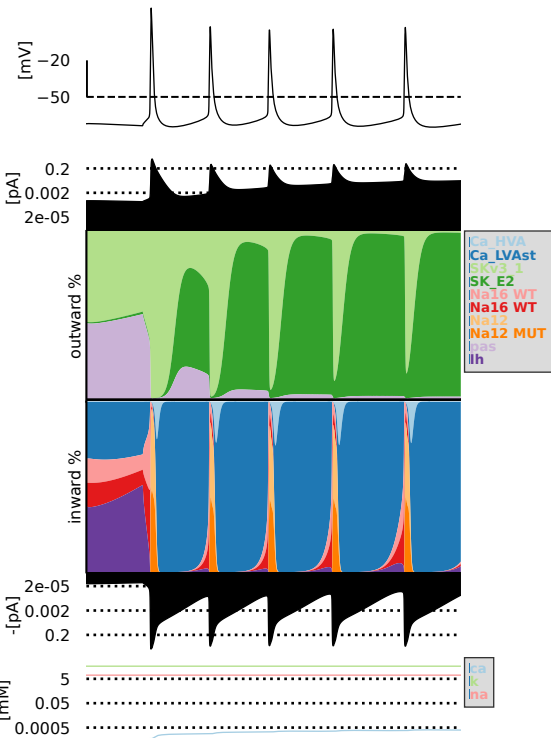 [mV]
−20
−50
[pA]
0.2
0.002
2e-05
outward %
Ca_HVA
Ca_LVAst
SKv3_1
SK_E2
Na16 WT
Na16 WT
Na12
Na12 MUT
pas
Ih
inward %
-[pA]
2e-05
0.002
0.2
[mM]
5
0.05
0.0005
ca
k
na